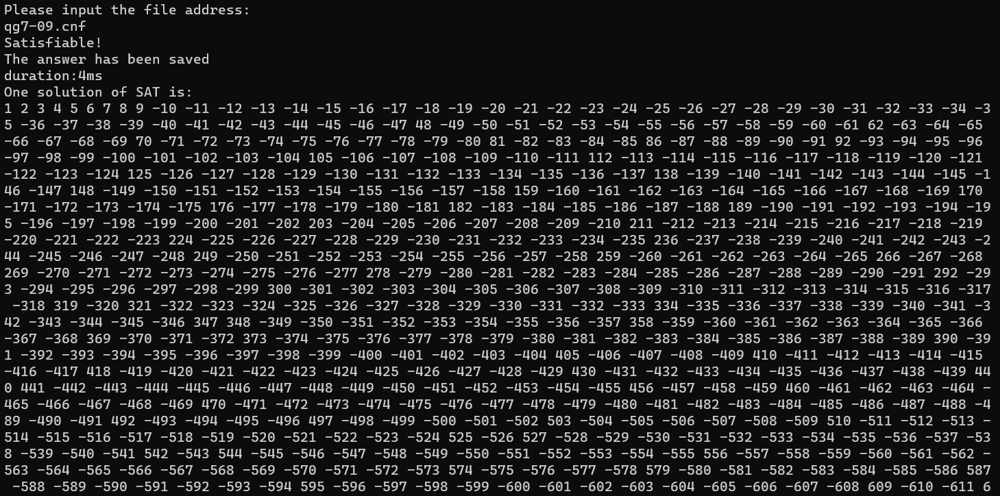 Please input the file address:
qg7-09.cnf
Satisfiable!
The answer has been saved
duration:4ms
One solution of SAT is:
1 2 3 4 5 6 7 8 9 -10 -11 -12 -13 -14 -15 -16 -17 -18 -19 -20 -21 -22 -23 -24 -25 -26 -27 -28 -29 -30 -31 -32 -33 -34 -3
5 -36 -37 -38 -39 -40 -41 -42 -43 -44 -45 -46 -47 48 -49 -50 -51 -52 -53 -54 -55 -56 -57 -58 -59 -60 -61 62 -63 -64 -65
-66 -67 -68 -69 70 -71 -72 -73 -74 -75 -76 -77 -78 -79 -80 81 -82 -83 -84 -85 86 -87 -88 -89 -90 -91 92 -93 -94 -95 -96
-97 -98 -99 -100 -101 -102 -103 -104 105 -106 -107 -108 -109 -110 -111 112 -113 -114 -115 -116 -117 -118 -119 -120 -121
-122 -123 -124 125 -126 -127 -128 -129 -130 -131 -132 -133 -134 -135 -136 -137 138 -139 -140 -141 -142 -143 -144 -145 -1
46 -147 148 -149 -150 -151 -152 -153 -154 -155 -156 -157 -158 159 -160 -161 -162 -163 -164 -165 -166 -167 -168 -169 170
-171 -172 -173 -174 -175 176 -177 -178 -179 -180 -181 182 -183 -184 -185 -186 -187 -188 189 -190 -191 -192 -193 -194 -19
5 -196 -197 -198 -199 -200 -201 -202 203 -204 -205 -206 -207 -208 -209 -210 211 -212 -213 -214 -215 -216 -217 -218 -219
-220 -221 -222 -223 224 -225 -226 -227 -228 -229 -230 -231 -232 -233 -234 -235 236 -237 -238 -239 -240 -241 -242 -243 -2
44 -245 -246 -247 -248 249 -250 -251 -252 -253 -254 -255 -256 -257 -258 259 -260 -261 -262 -263 -264 -265 266 -267 -268
269 -270 -271 -272 -273 -274 -275 -276 -277 278 -279 -280 -281 -282 -283 -284 -285 -286 -287 -288 -289 -290 -291 292 -29
3 -294 -295 -296 -297 -298 -299 300 -301 -302 -303 -304 -305 -306 -307 -308 -309 -310 -311 -312 -313 -314 -315 -316 -317
-318 319 -320 321 -322 -323 -324 -325 -326 -327 -328 -329 -330 -331 -332 -333 334 -335 -336 -337 -338 -339 -340 -341 -3
42 -343 -344 -345 -346 347 348 -349 -350 -351 -352 -353 -354 -355 -356 -357 358 -359 -360 -361 -362 -363 -364 -365 -366
-367 -368 369 -370 -371 -372 373 -374 -375 -376 -377 -378 -379 -380 -381 -382 -383 -384 -385 -386 -387 -388 -389 390 -39
1 -392 -393 -394 -395 -396 -397 -398 -399 -400 -401 -402 -403 -404 405 -406 -407 -408 -409 410 -411 -412 -413 -414 -415
-416 -417 418 -419 -420 -421 -422 -423 -424 -425 -426 -427 -428 -429 430 -431 -432 -433 -434 -435 -436 -437 -438 -439 44
0 441 -442 -443 -444 -445 -446 -447 -448 -449 -450 -451 -452 -453 -454 -455 456 -457 -458 -459 460 -461 -462 -463 -464 -
465 -466 -467 -468 -469 470 -471 -472 -473 -474 -475 -476 -477 -478 -479 -480 -481 -482 -483 -484 -485 -486 -487 -488 -4
89 -490 -491 492 -493 -494 -495 -496 497 -498 -499 -500 -501 -502 503 -504 -505 -506 -507 -508 -509 510 -511 -512 -513 -
514 -515 -516 -517 -518 -519 -520 -521 -522 -523 -524 525 -526 527 -528 -529 -530 -531 -532 -533 -534 -535 -536 -537 -53
8 -539 -540 -541 542 -543 544 -545 -546 -547 -548 -549 -550 -551 -552 -553 -554 -555 556 -557 -558 -559 -560 -561 -562 -
563 -564 -565 -566 -567 -568 -569 -570 -571 -572 -573 574 -575 -576 -577 -578 579 -580 -581 -582 -583 -584 -585 -586 587
-588 -589 -590 -591 -592 -593 -594 595 -596 -597 -598 -599 -600 -601 -602 -603 -604 -605 -606 -607 -608 609 -610 -611 6